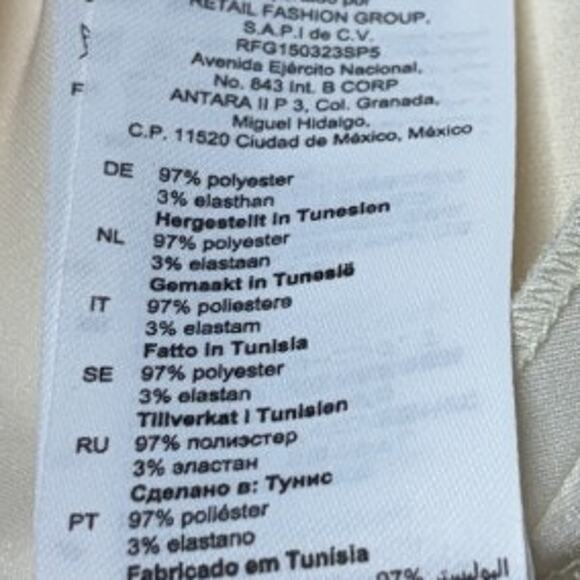 RETAIL FASHION GROUP,
S.A.P.I de C.V.
RFG150323SP5
Avenida Ejército Nacional,
No. 843 Int. B CORP
ANTARA II P 3, Col. Granada,
Miguel Hidalgo,
C.P. 11520 Ciudad de México, México
F
DE 97% polyester
3% elasthan
Hergestellt in Tunesien
NL 97% polyester
3% elastaan
Gemaakt in Tunesië
IT 97% poliestere
3% elastam
Fatto in Tunisia
SE 97% polyester
3% elastan
Tillverkat i Tunisien
RU 97% полиэстер
3% эластан
Сделано в: Тунис
PT 97% poliéster
3% elastano
Fabricado em Tunísia
97%